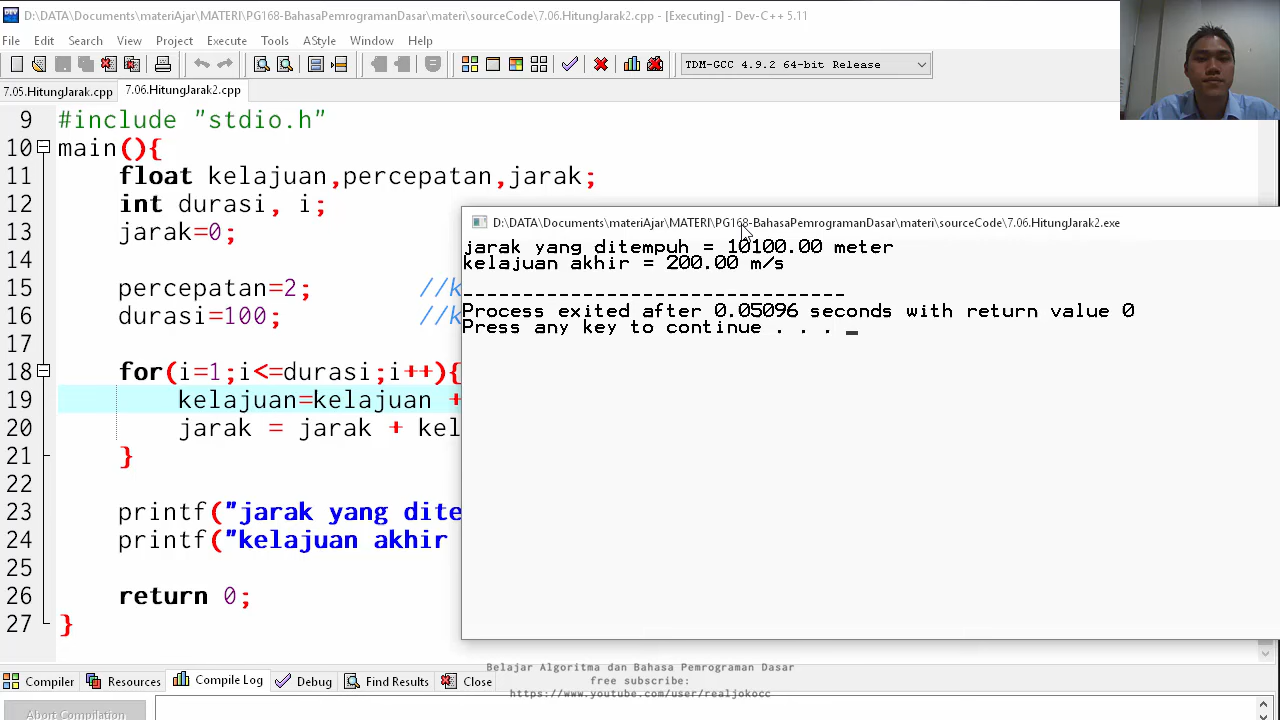 D:\DATA\Documents\materiAjar\MATERI\PG168-BahasaPemrogramanDasar\materi\sourceCode\7.06.HitungJarak2.cpp - [Executing] - Dev-C++ 5.11
File Edit Search View Project Execute Tools AStyle Window Help
TDM-GCC 4.9.2 64-bit Release
7.05.HitungJarak.cpp 7.06.HitungJarak2.cpp
9 #include "stdio.h"
10 main(){
11 float kelajuan,percepatan,jarak;
12 int durasi, i;
13 jarak=0;
14
15 percepatan=2; //k
16 durasi=100; //k
17
18 for(i=1;i<=durasi;i++){
19 kelajuan=kelajuan +
20 jarak = jarak + kel
21 }
22
23 printf("jarak yang dite
24 printf("kelajuan akhir
25
26 return 0;
27 }
D:\DATA\Documents\materiAjar\MATERI\PG168-BahasaPemrogramanDasar\materi\sourceCode\7.06.HitungJarak2.exe
jarak yang ditempuh = 10100.00 meter
kelajuan akhir = 200.00 m/s
--------------------------------
Process exited after 0.05096 seconds with return value 0
Press any key to continue . . .
Belajar Algoritma dan Bahasa Pemrograman Dasar
free subscribe:
https://www.youtube.com/user/realjokocc
Compiler Resources Compile Log Debug Find Results Close
Abort Compilation